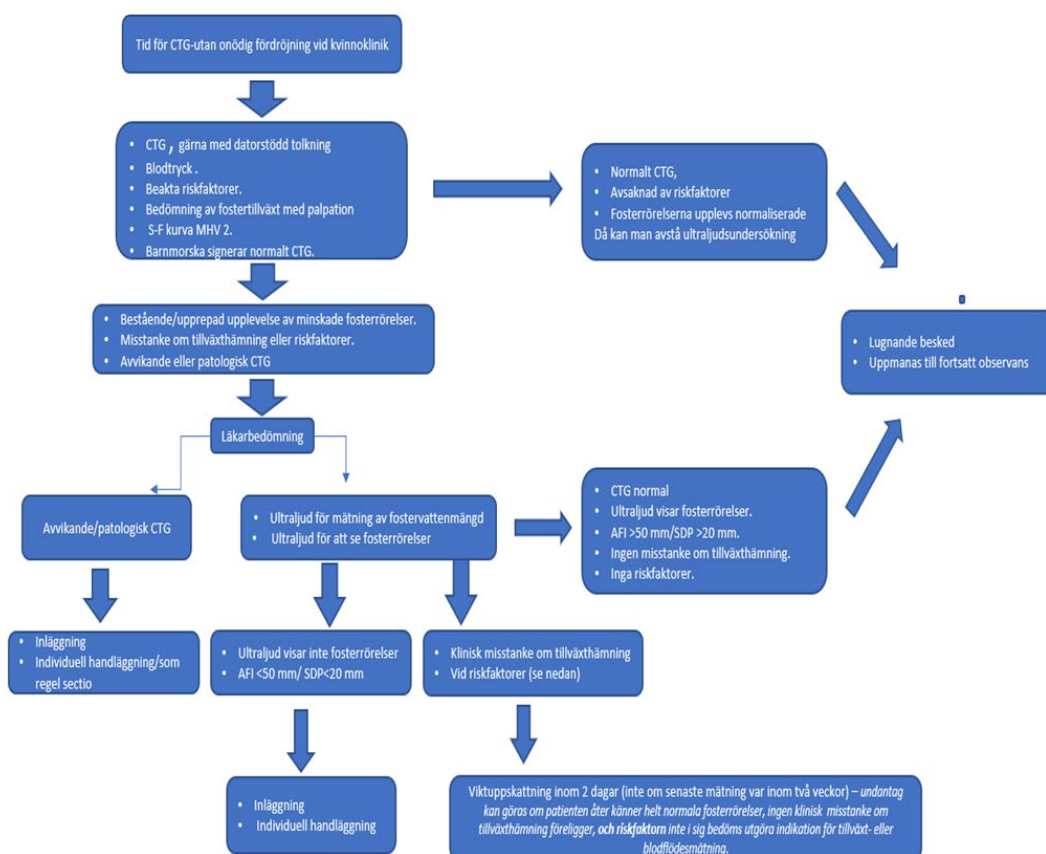 Tid för CTG-utan onödig fördröjning vid kvinnoklinik
• CTG , gärna med datorstödd tolkning
• Blodtryck .
• Beakta riskfaktorer.
• Bedömning av fostertillväxt med palpation
• S-F kurva MHV 2.
• Barnmorska signerar normalt CTG.
• Normalt CTG,
• Avsaknad av riskfaktorer
• Fosterrörelserna upplevs normaliserade
Då kan man avstå ultraljudsundersökning
• Bestående/upprepad upplevelse av minskade fosterrörelser.
• Misstanke om tillväxthämning eller riskfaktorer.
• Avvikande eller patologisk CTG
• Lugnande besked
• Uppmanas till fortsatt observans
Läkarbedömning
Avvikande/patologisk CTG
• Ultraljud för mätning av fostervattenmängd
• Ultraljud för att se fosterrörelser
• CTG normal
• Ultraljud visar fosterrörelser.
• AFI >50 mm/SDP >20 mm.
• Ingen misstanke om tillväxthämning.
• Inga riskfaktorer.
• Inläggning
• Individuell handläggning/som
regel sectio
• Ultraljud visar inte fosterrörelser
• AFI <50 mm/ SDP<20 mm
• Klinisk misstanke om tillväxthämning
• Vid riskfaktorer (se nedan)
• Inläggning
• Individuell handläggning
Viktuppskattning inom 2 dagar (inte om senaste mätning var inom två veckor) – undantag
kan göras om patienten åter känner helt normala fosterrörelser, ingen klinisk misstanke om
tillväxthämning föreligger, och riskfaktorn inte i sig bedöms utgöra indikation för tillväxt- eller
blodflödesmätning.